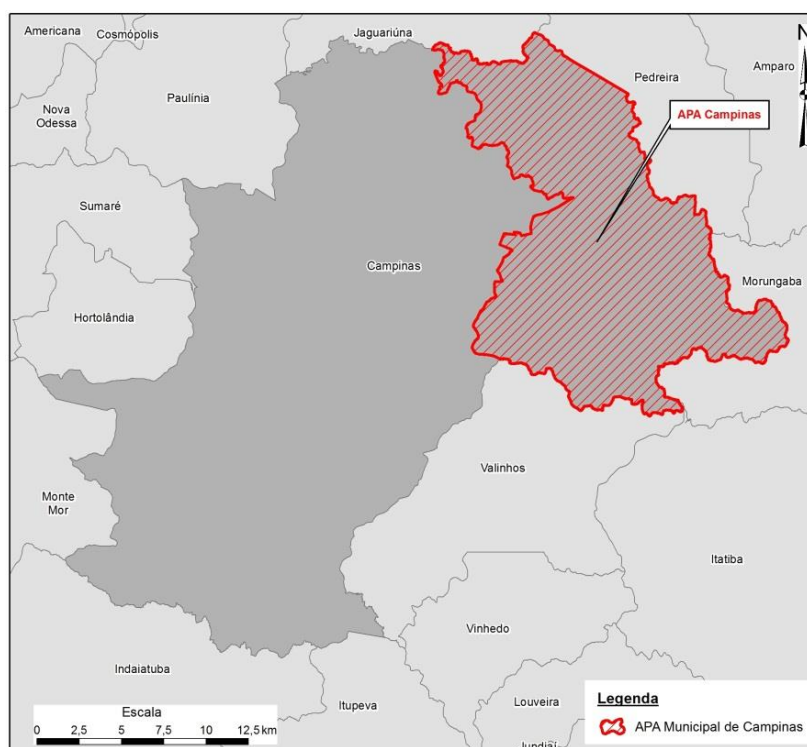 Americana
Cosmópolis
Jaguariúna
Amparo
Pedreira
Paulínia
N
Nova
Odessa
APA Campinas
Sumaré
Campinas
Morungaba
Hortolândia
Valinhos
Monte
Mor
Itatiba
Vinhedo
Indaiatuba
Itupeva
Louveira
Jundiaí
Escala
0 2,5 5 7,5 10 12,5 km
Legenda
APA Municipal de Campinas